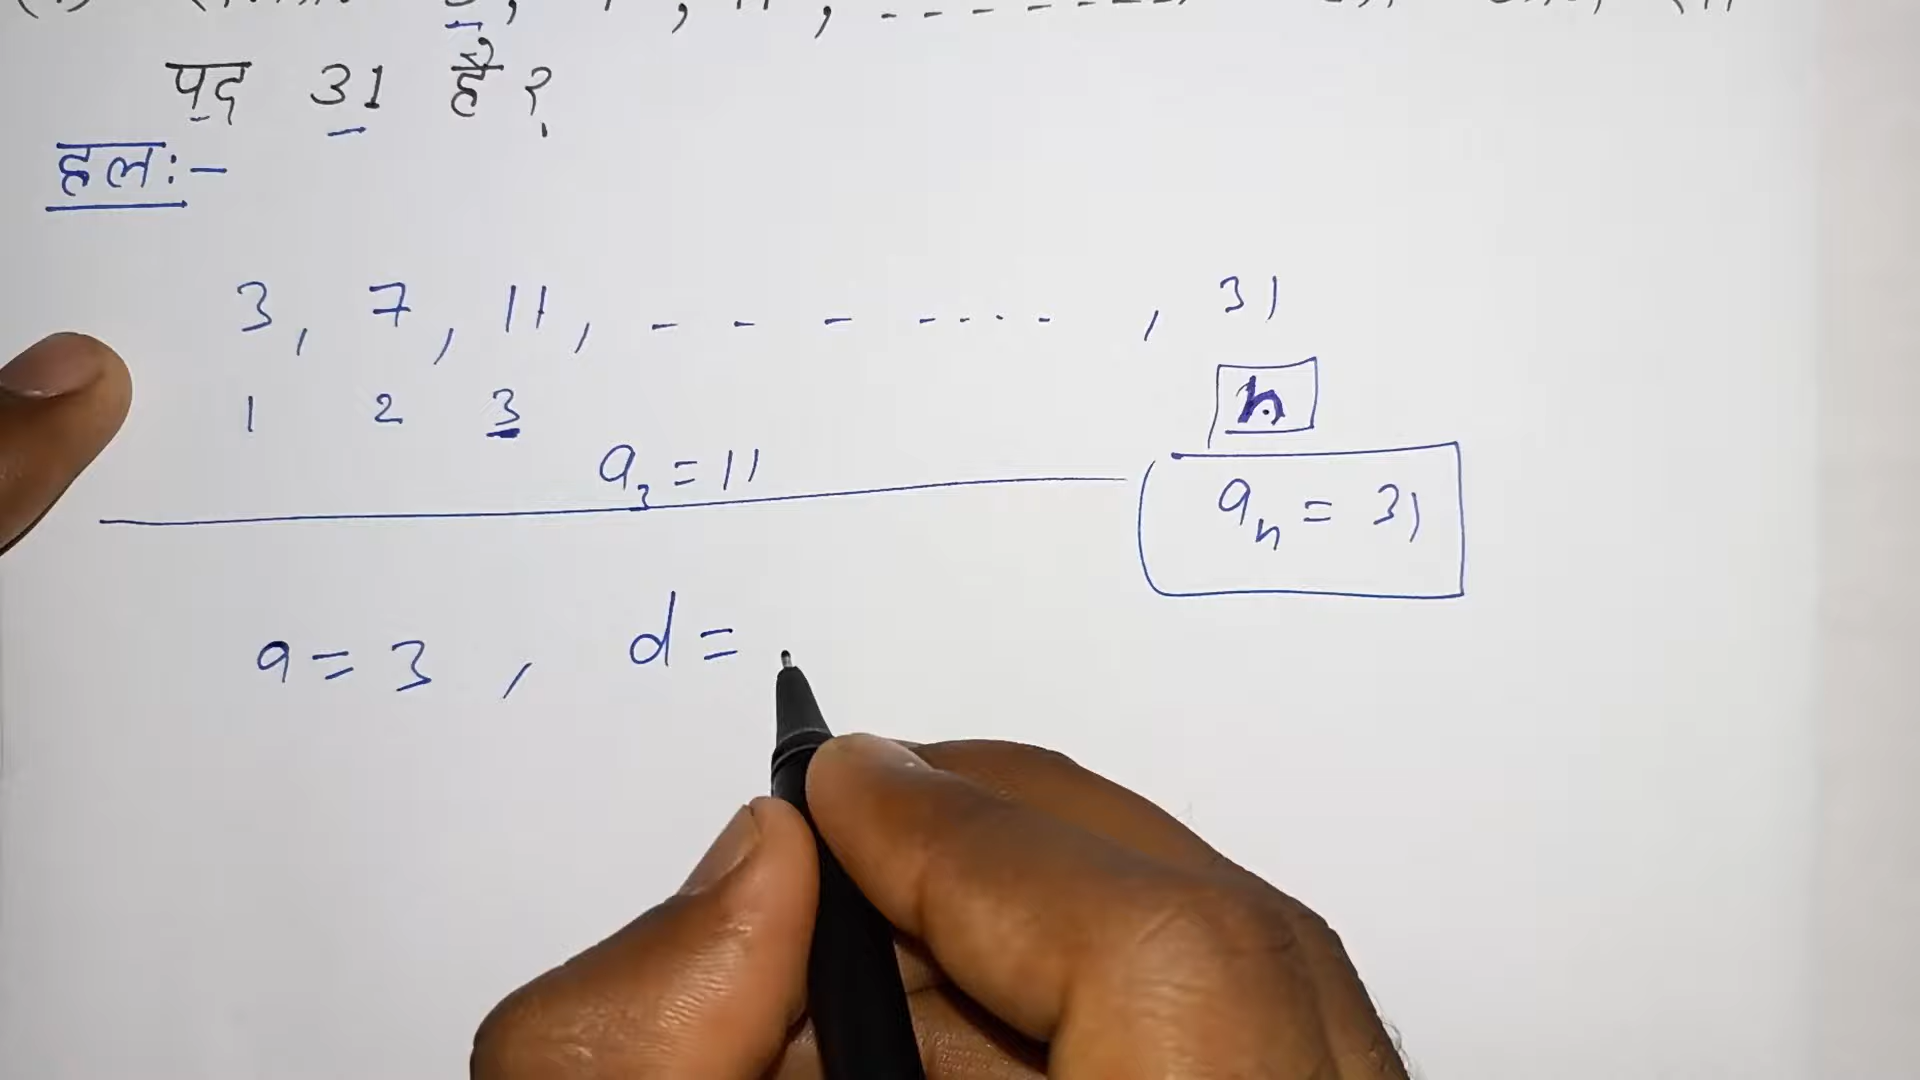 पद 31 है ?
हल:-
3, 7, 11, - - - - . . . , 31
1 2 3 n
a₃ = 11
aₙ = 31
a = 3 , d =